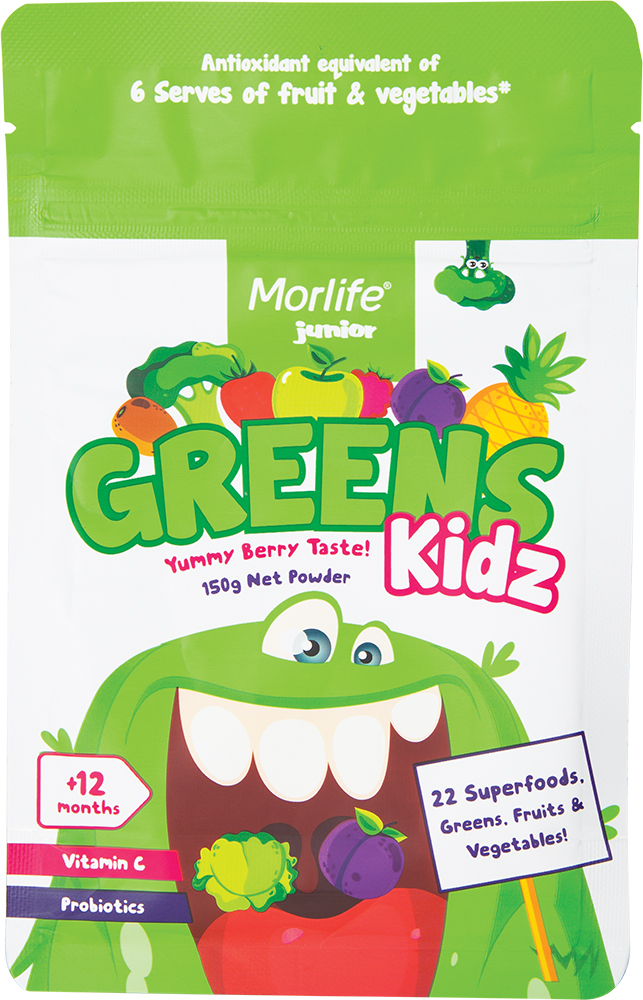 Antioxidant equivalent of
6 Serves of fruit & vegetables*
Morlife®
junior
GREENS
Kidz
Yummy Berry Taste!
150g Net Powder
+12
months
22 Superfoods,
Greens, Fruits &
Vegetables!
Vitamin C
Probiotics